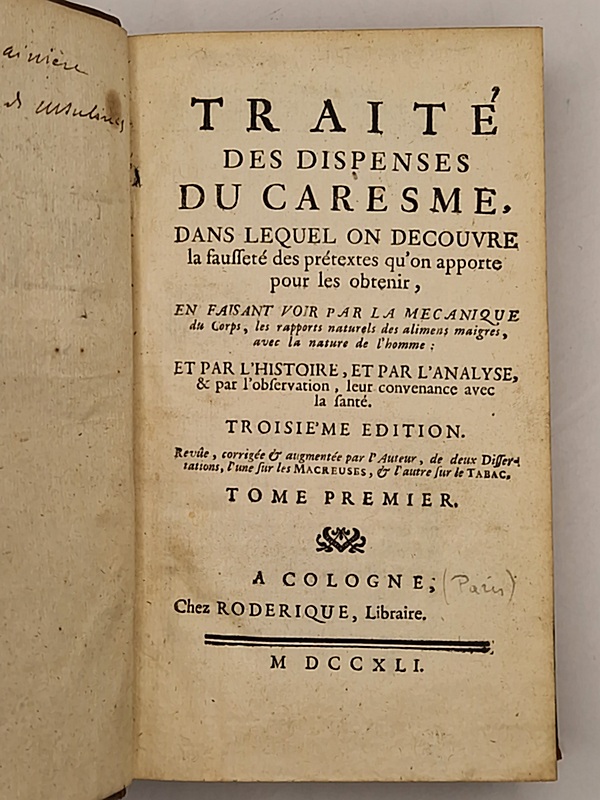 ainière
de ursulines
TRAITÉ
DES DISPENSES
DU CARESME,
DANS LEQUEL ON DECOUVRE
la fausseté des prétextes qu'on apporte
pour les obtenir,
EN FAISANT VOIR PAR LA MECANIQUE
du Corps, les rapports naturels des alimens maigres,
avec la nature de l'homme :
ET PAR L'HISTOIRE, ET PAR L'ANALYSE,
& par l'observation, leur convenance avec
la santé.
TROISIE'ME EDITION.
Revûe, corrigée & augmentée par l'Auteur, de deux Disser-
tations, l'une sur les MACREUSES, & l'autre sur le TABAC.
TOME PREMIER.
A COLOGNE, (Paris)
Chez RODERIQUE, Libraire.
M DCCXLI.